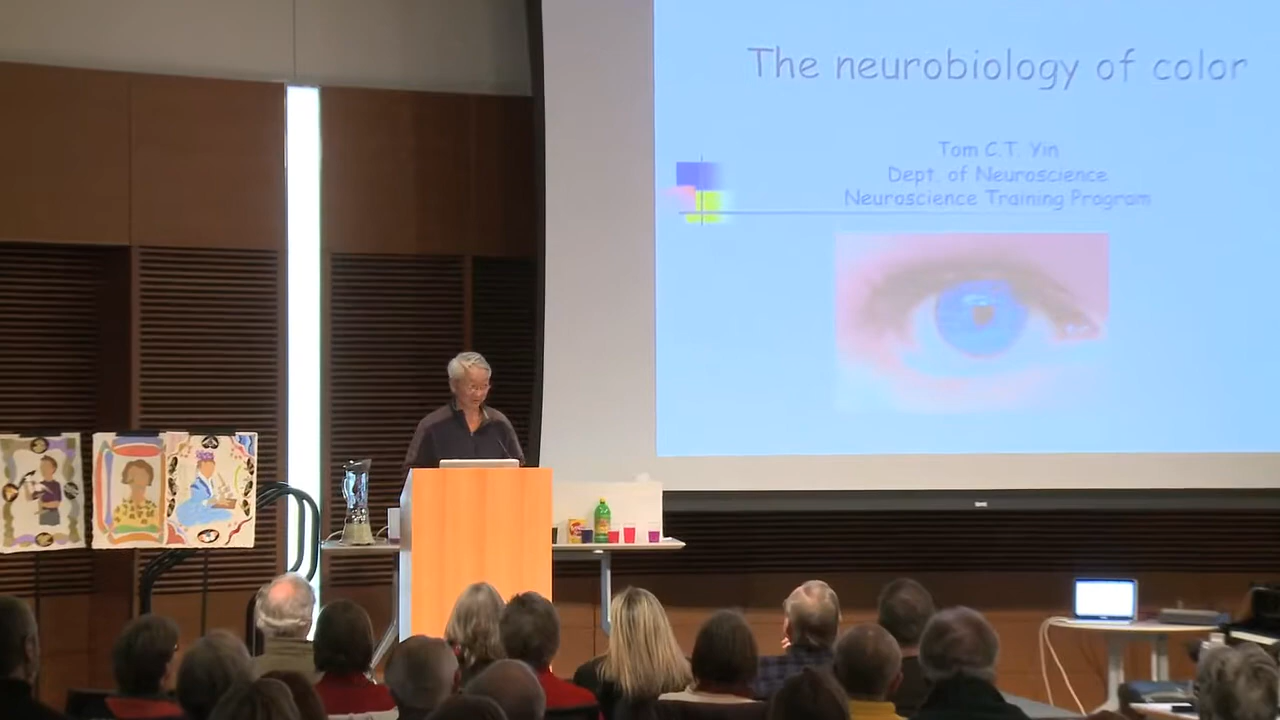 The neurobiology of color
Tom C.T. Yin
Dept. of Neuroscience
Neuroscience Training Program